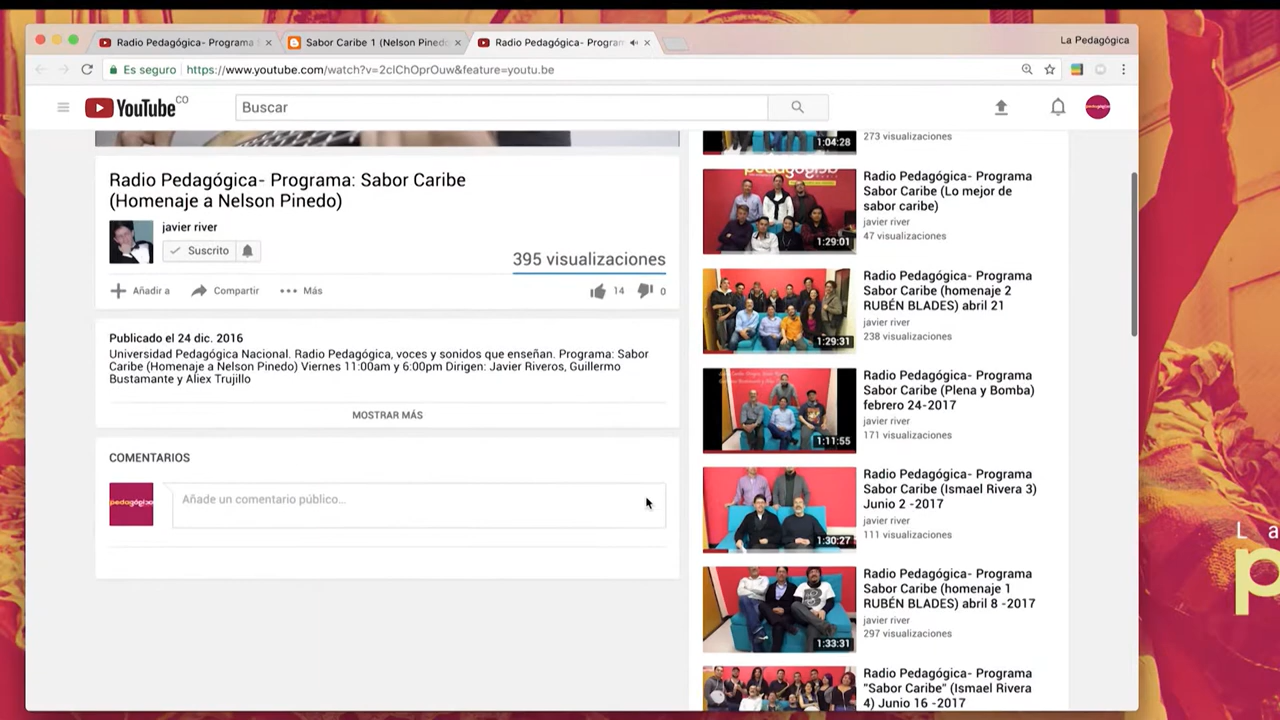 Radio Pedagógica- Programa
Sabor Caribe 1 (Nelson Pined
Radio Pedagógica- Program
La Pedagógica
Es seguro
https://www.youtube.com/watch?v=2clChOprOuw&feature=youtu.be
YouTube CO
Buscar
Radio Pedagógica- Programa: Sabor Caribe
(Homenaje a Nelson Pinedo)
javier river
Suscrito
395 visualizaciones
Añadir a
Compartir
Más
14
0
Publicado el 24 dic. 2016
Universidad Pedagógica Nacional. Radio Pedagógica, voces y sonidos que enseñan. Programa: Sabor
Caribe (Homenaje a Nelson Pinedo) Viernes 11:00am y 6:00pm Dirigen: Javier Riveros, Guillermo
Bustamante y Aliex Trujillo
MOSTRAR MÁS
COMENTARIOS
pedagógica
Añade un comentario público...
1:04:28
273 visualizaciones
1:29:01
Radio Pedagógica- Programa
Sabor Caribe (Lo mejor de
sabor caribe)
javier river
47 visualizaciones
1:29:31
Radio Pedagógica- Programa
Sabor Caribe (homenaje 2
RUBÉN BLADES) abril 21
javier river
238 visualizaciones
1:11:55
Radio Pedagógica- Programa
Sabor Caribe (Plena y Bomba)
febrero 24-2017
javier river
171 visualizaciones
1:30:27
Radio Pedagógica- Programa
Sabor Caribe (Ismael Rivera 3)
Junio 2 -2017
javier river
111 visualizaciones
1:33:31
Radio Pedagógica- Programa
Sabor Caribe (homenaje 1
RUBÉN BLADES) abril 8 -2017
javier river
297 visualizaciones
Radio Pedagógica- Programa
"Sabor Caribe" (Ismael Rivera
4) Junio 16 -2017
La
p